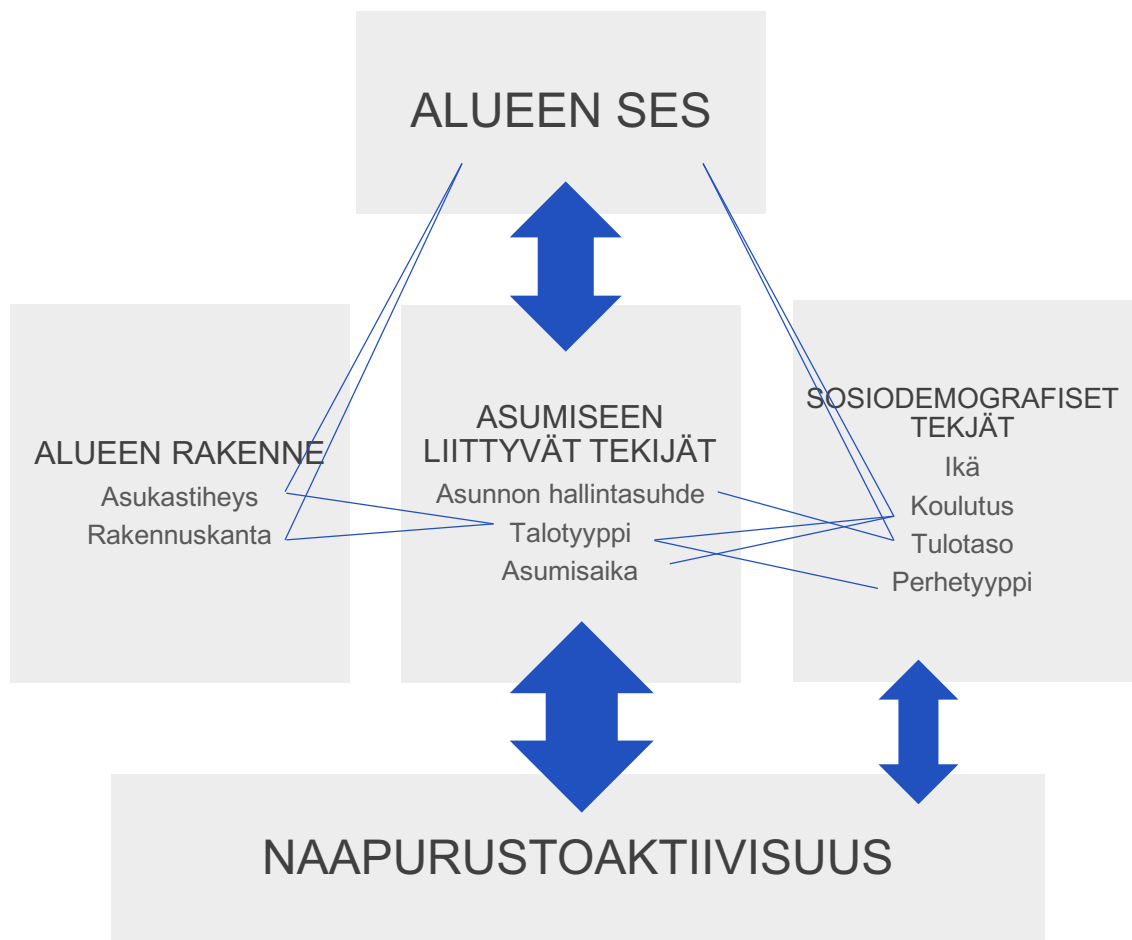 ALUEEN SES
ALUEEN RAKENNE
Asukastiheys
Rakennuskanta
ASUMISEEN
LIITTYVÄT TEKIJÄT
Asunnon hallintasuhde
Talotyyppi
Asumisaika
SOSIODEMOGRAFISET
TEKJÄT
Ikä
Koulutus
Tulotaso
Perhetyyppi
NAAPURUSTOAKTIIVISUUS